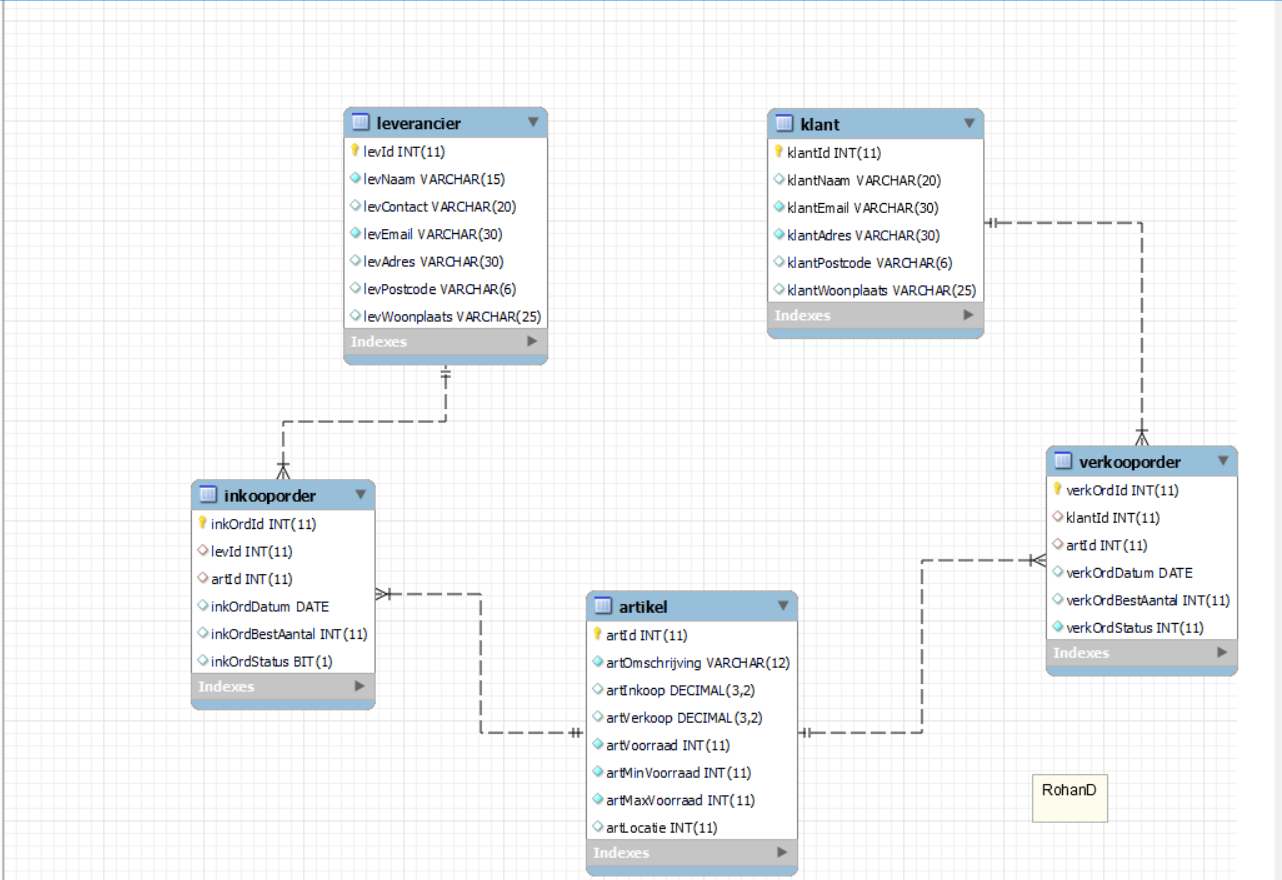 leverancier
levId INT(11)
levNaam VARCHAR(15)
levContact VARCHAR(20)
levEmail VARCHAR(30)
levAdres VARCHAR(30)
levPostcode VARCHAR(6)
levWoonplaats VARCHAR(25)
Indexes
klant
klantId INT(11)
klantNaam VARCHAR(20)
klantEmail VARCHAR(30)
klantAdres VARCHAR(30)
klantPostcode VARCHAR(6)
klantWoonplaats VARCHAR(25)
Indexes
inkooporder
inkOrdId INT(11)
levId INT(11)
artId INT(11)
inkOrdDatum DATE
inkOrdBestAantal INT(11)
inkOrdStatus BIT(1)
Indexes
artikel
artId INT(11)
artOmschrijving VARCHAR(12)
artInkoop DECIMAL(3,2)
artVerkoop DECIMAL(3,2)
artVoorraad INT(11)
artMinVoorraad INT(11)
artMaxVoorraad INT(11)
artLocatie INT(11)
Indexes
verkooporder
verkOrdId INT(11)
klantId INT(11)
artId INT(11)
verkOrdDatum DATE
verkOrdBestAantal INT(11)
verkOrdStatus INT(11)
Indexes
RohanD